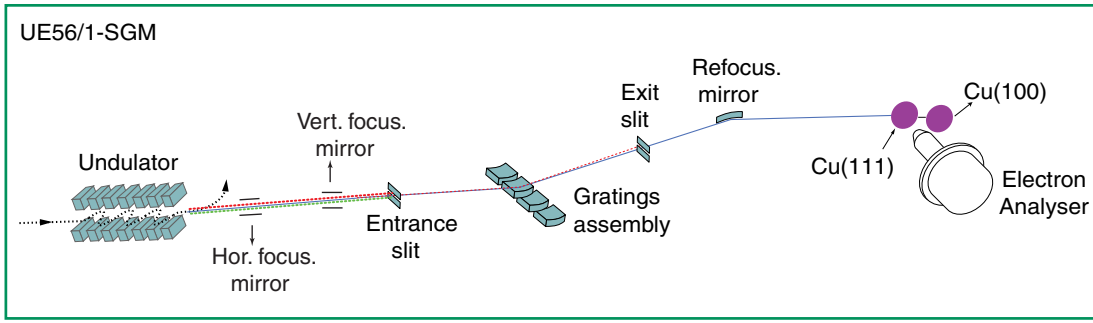 UE56/1-SGM
Undulator
Vert. focus.
mirror
Hor. focus.
mirror
Entrance
slit
Gratings
assembly
Exit
slit
Refocus.
mirror
Cu(111)
Cu(100)
Electron
Analyser